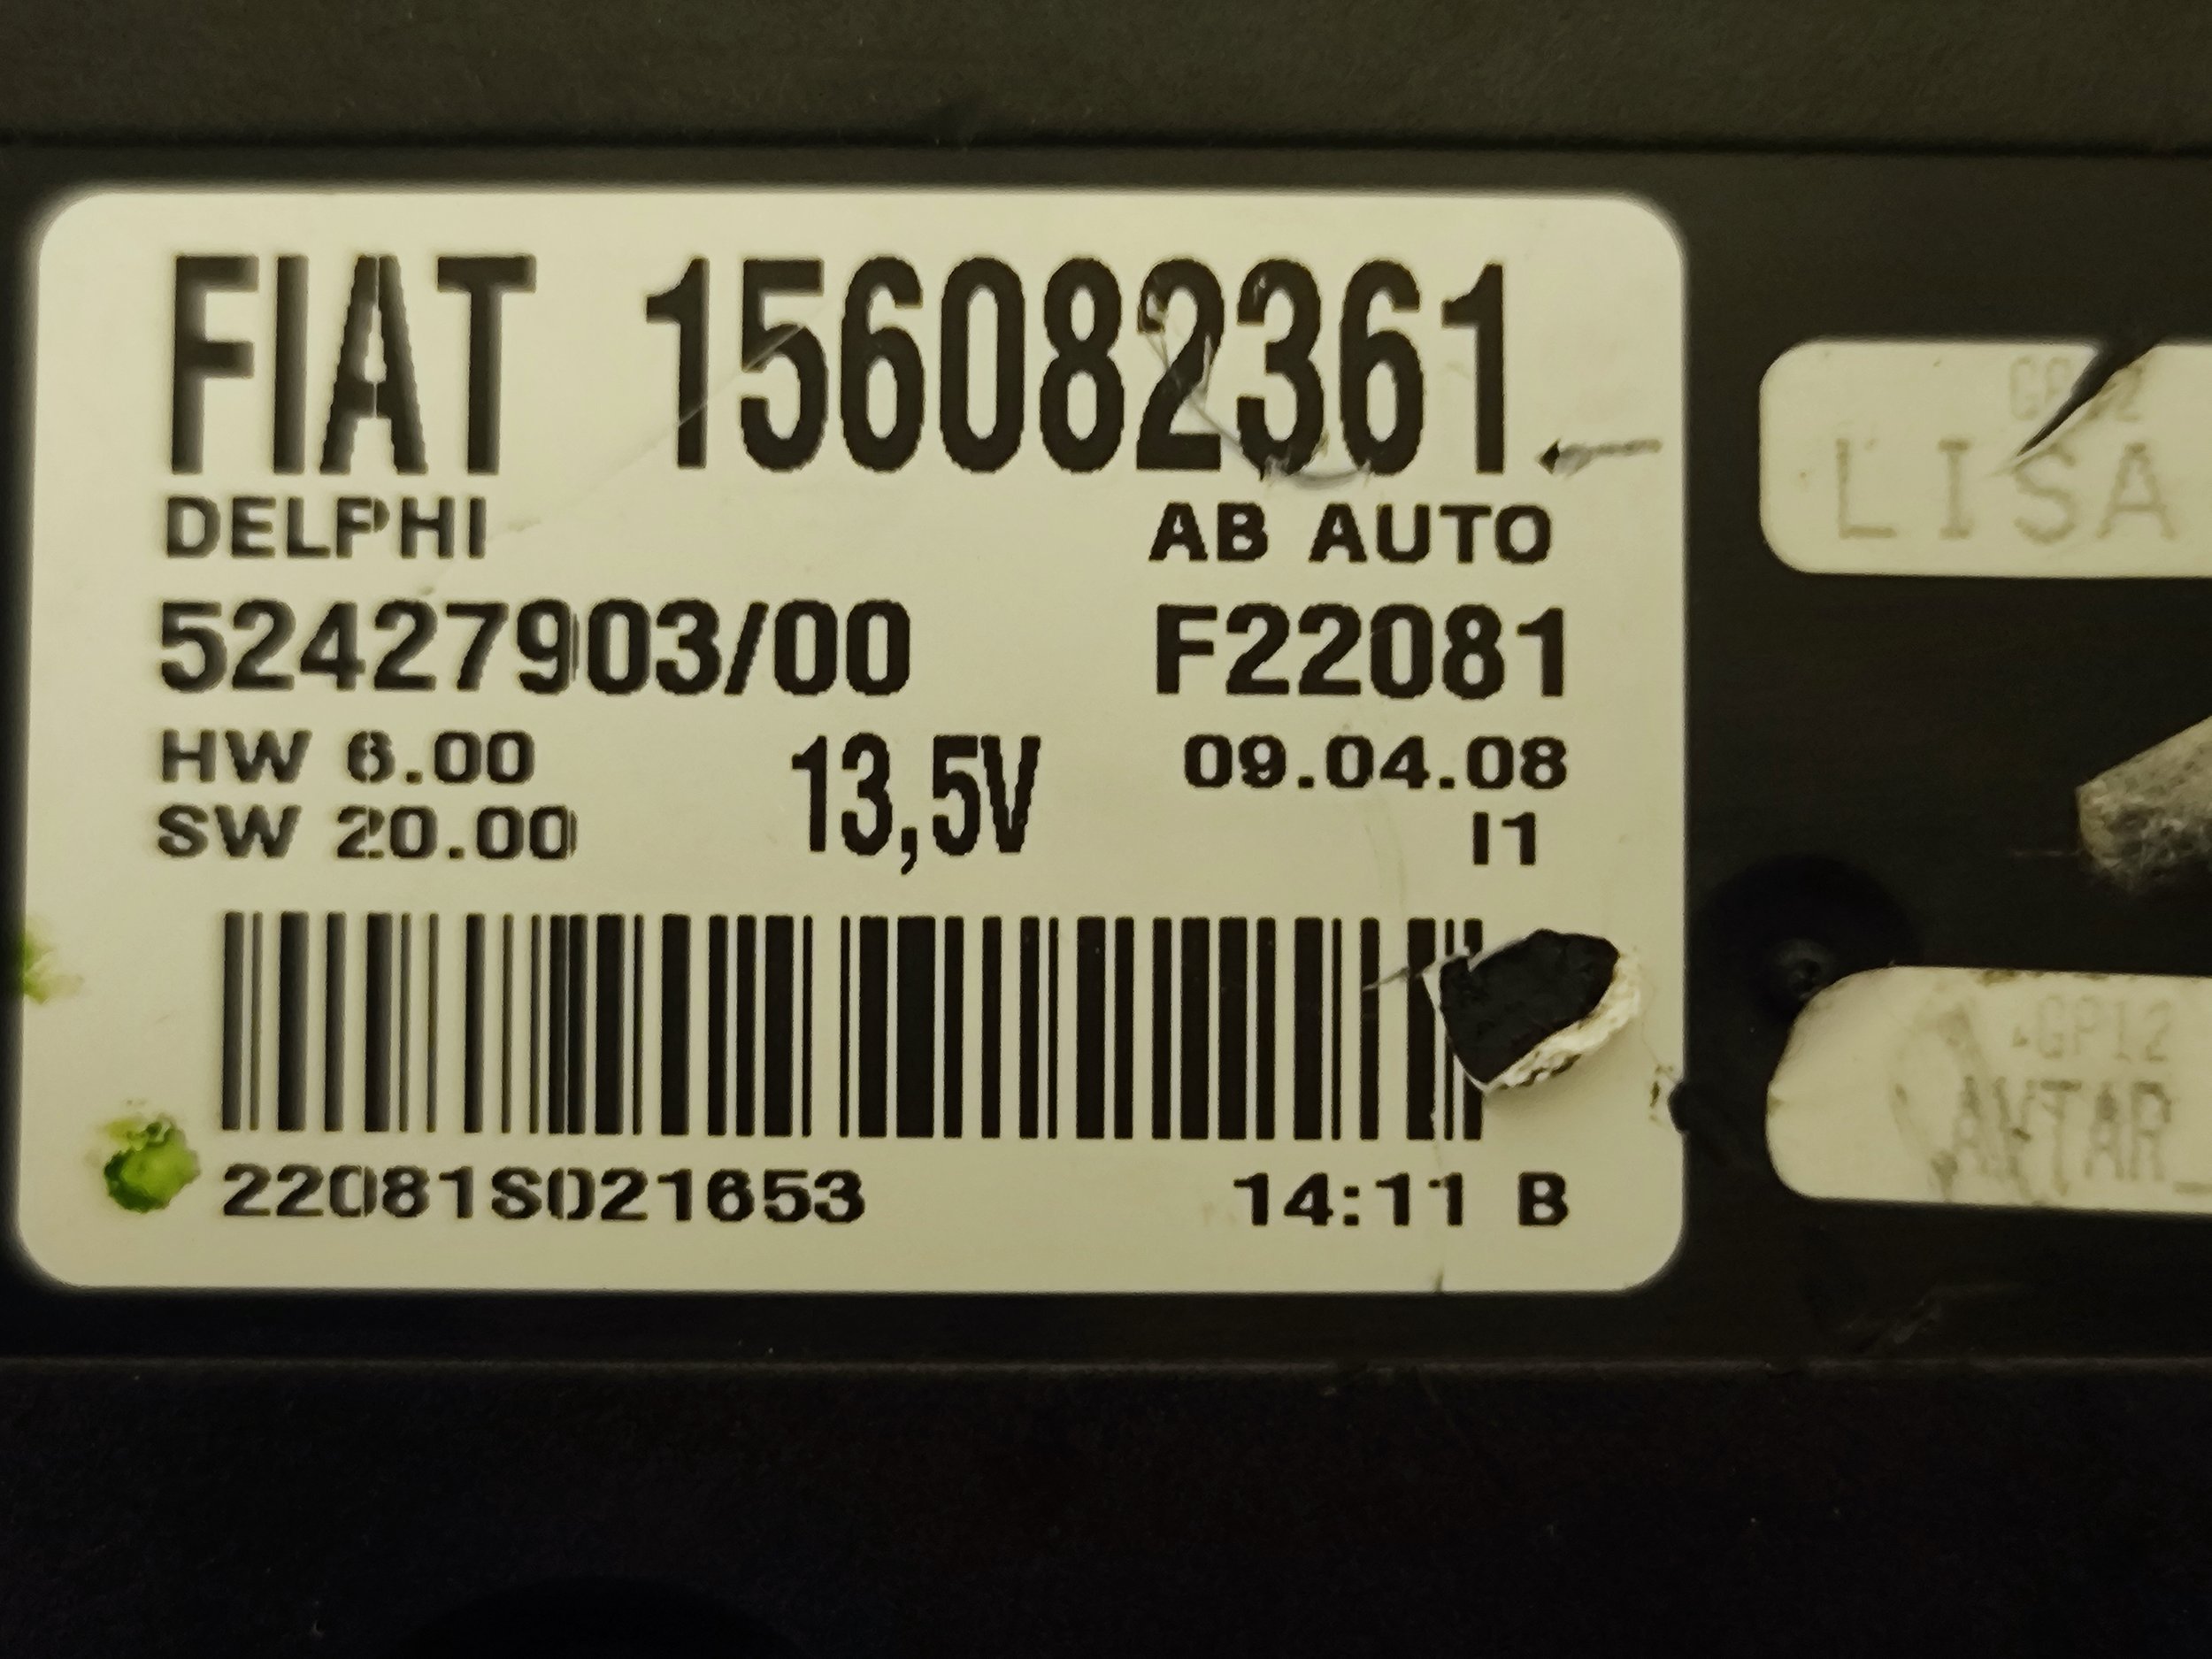 FIAT 156082361
DELPHI AB AUTO
52427903/00 F22081
HW 6.00 13,5V 09.04.08
SW 20.00 I1
22081S021653 14:11 B
LISA
GP12